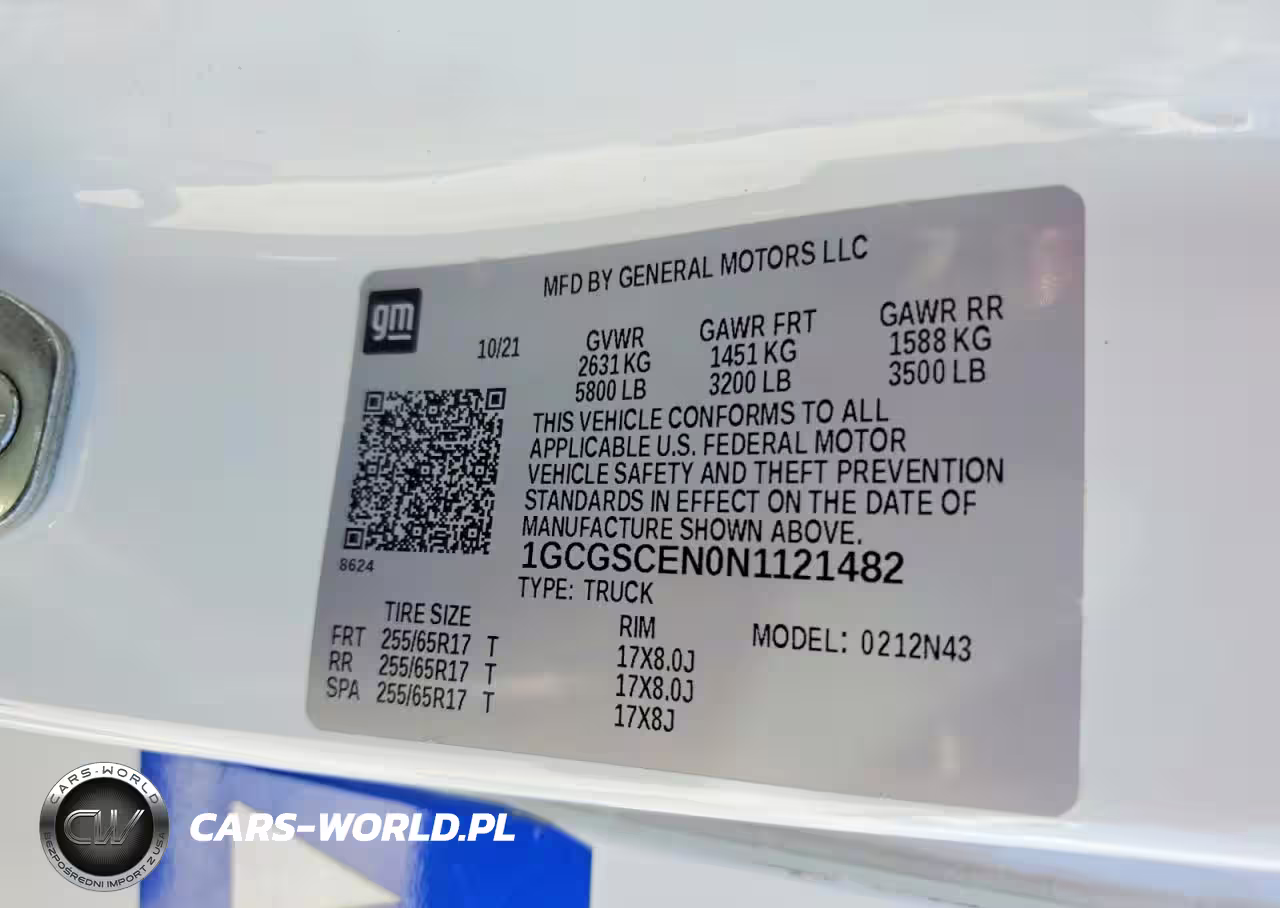 MFD BY GENERAL MOTORS LLC
gm
10/21
GVWR
2631 KG
5800 LB
GAWR FRT
1451 KG
3200 LB
GAWR RR
1588 KG
3500 LB
THIS VEHICLE CONFORMS TO ALL
APPLICABLE U.S. FEDERAL MOTOR
VEHICLE SAFETY AND THEFT PREVENTION
STANDARDS IN EFFECT ON THE DATE OF
MANUFACTURE SHOWN ABOVE.
8624
1GCGSCEN0N1121482
TYPE: TRUCK
TIRE SIZE RIM MODEL: 0212N43
FRT 255/65R17 T 17X8.0J
RR 255/65R17 T 17X8.0J
SPA 255/65R17 T 17X8J
CARS-WORLD
CW
BEZPOŚREDNI IMPORT Z USA
CARS-WORLD.PL